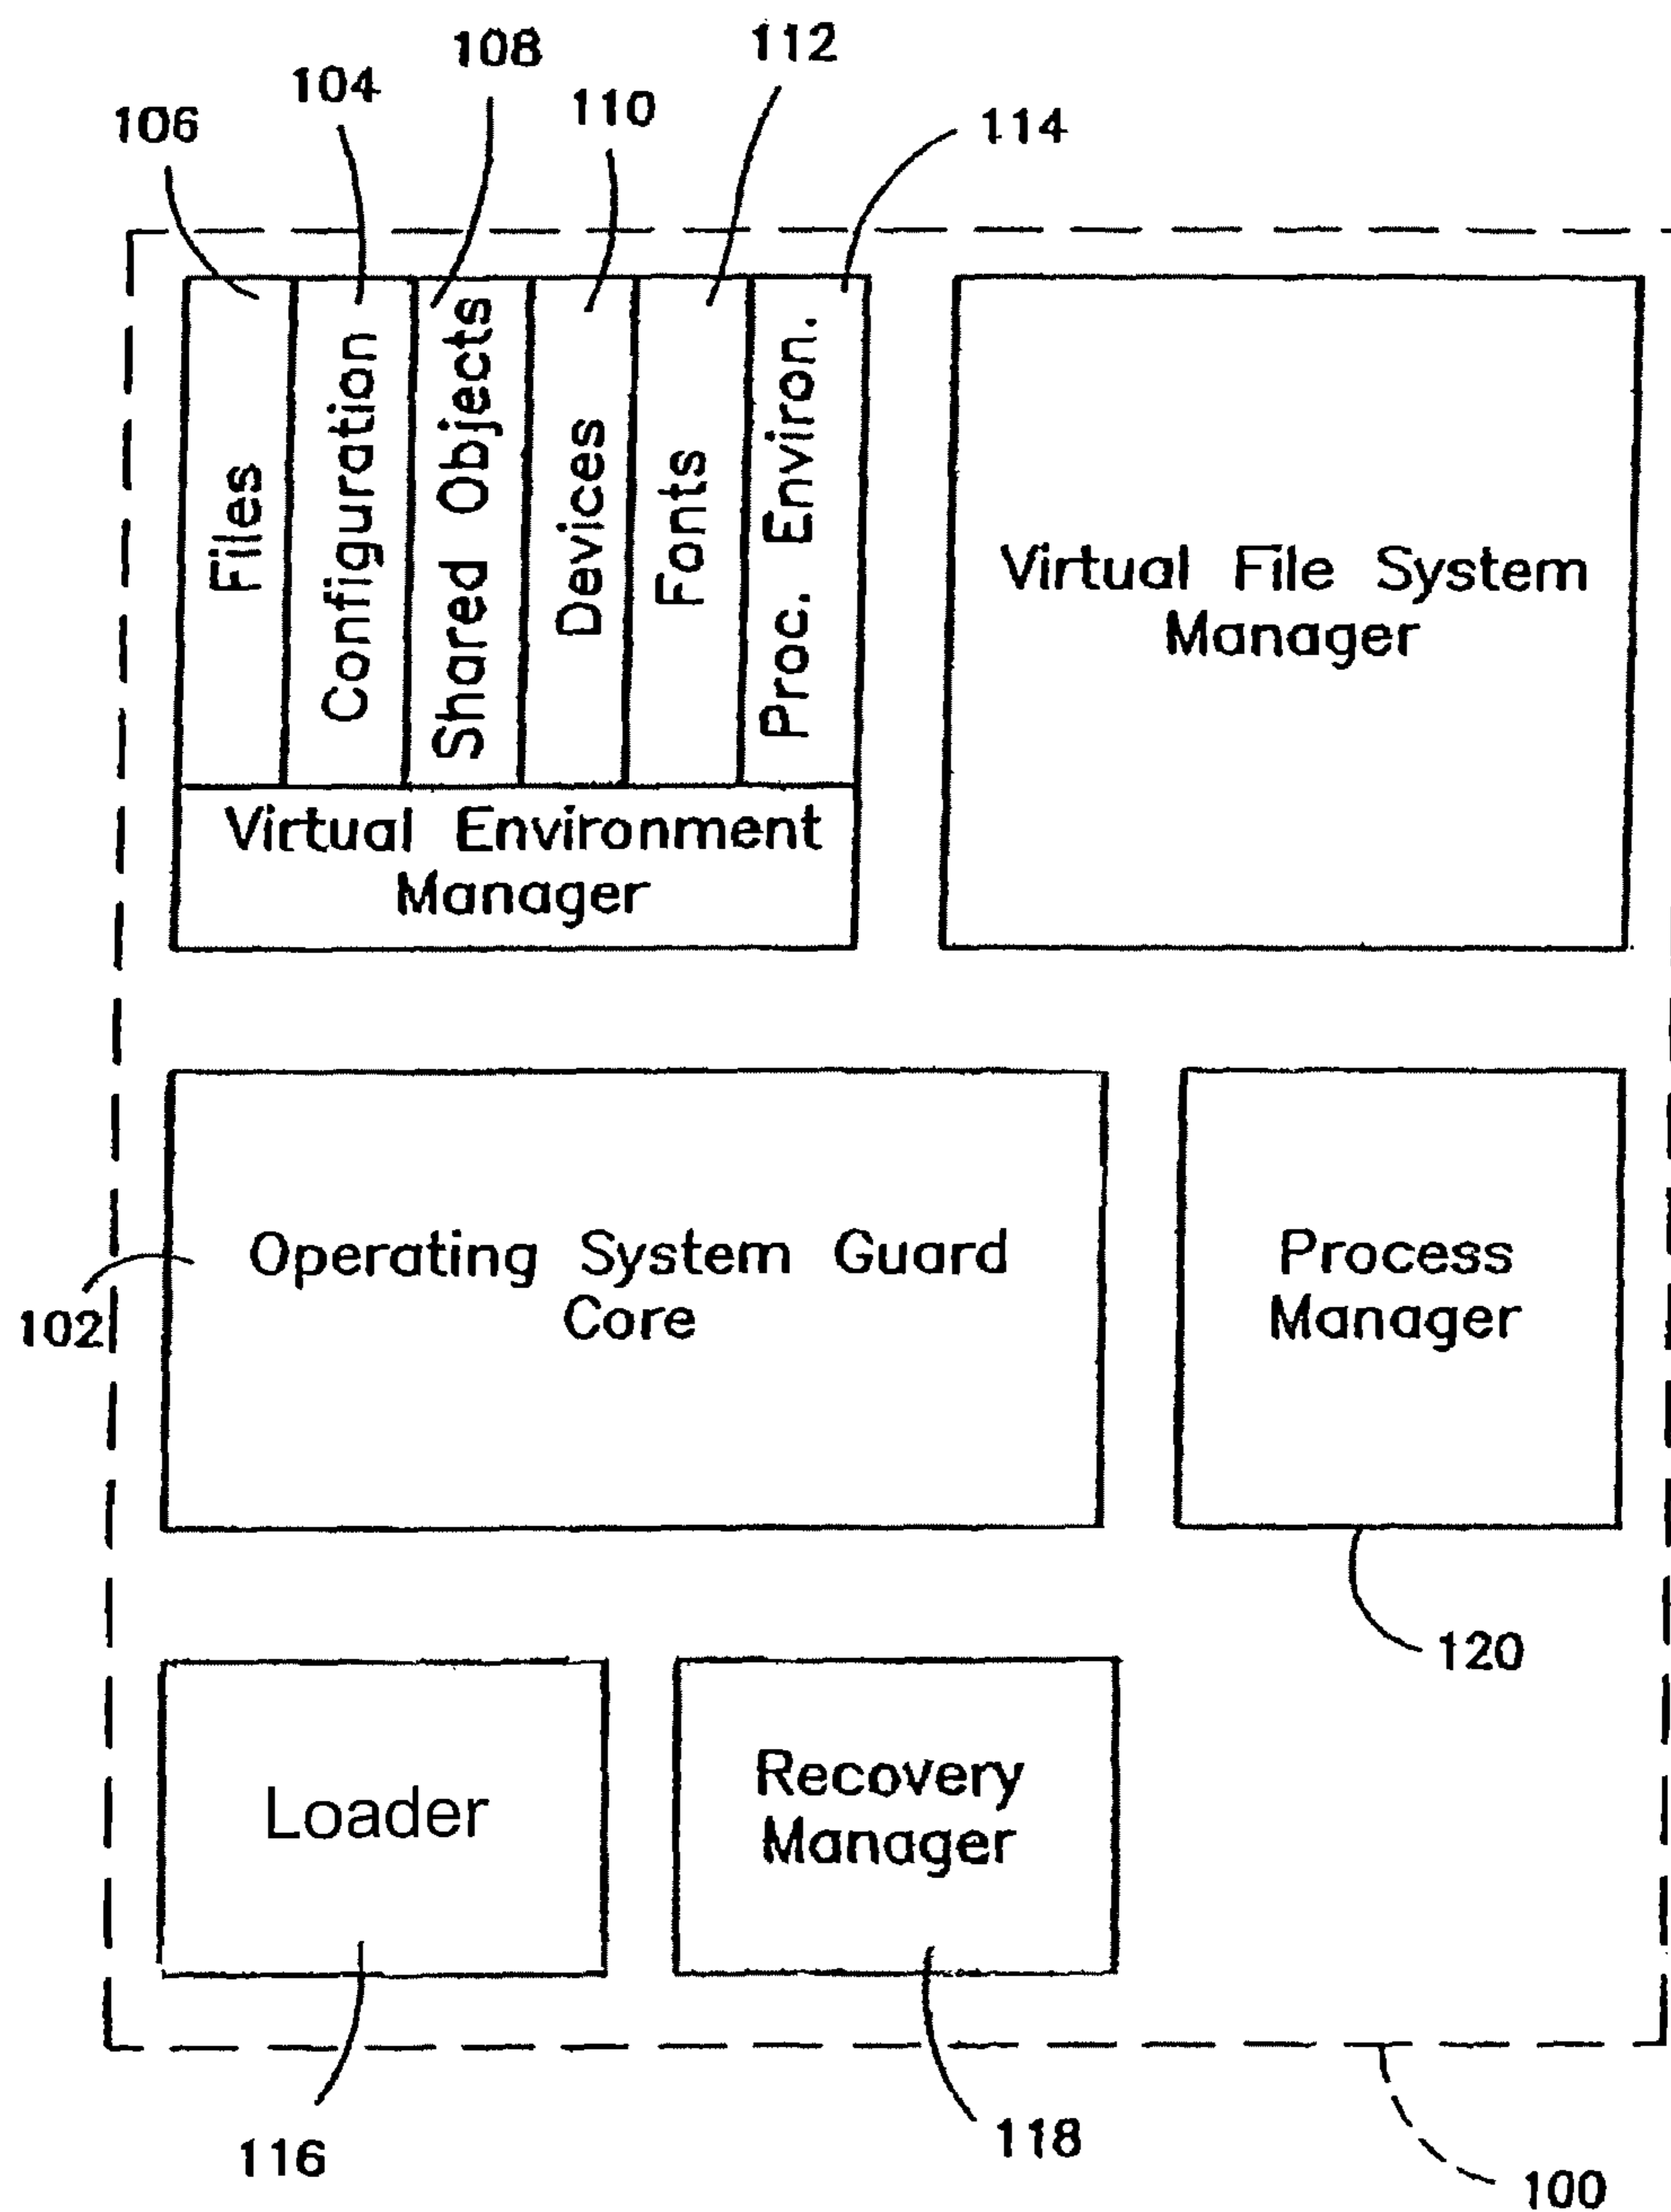 108
112
104
110
106
114
Files
Configuration
Shared Objects
Devices
Fonts
Proc. Environ.
Virtual Environment
Manager
Virtual File System
Manager
Operating System Guard
Core
102
Process
Manager
120
Loader
Recovery
Manager
116
118
100